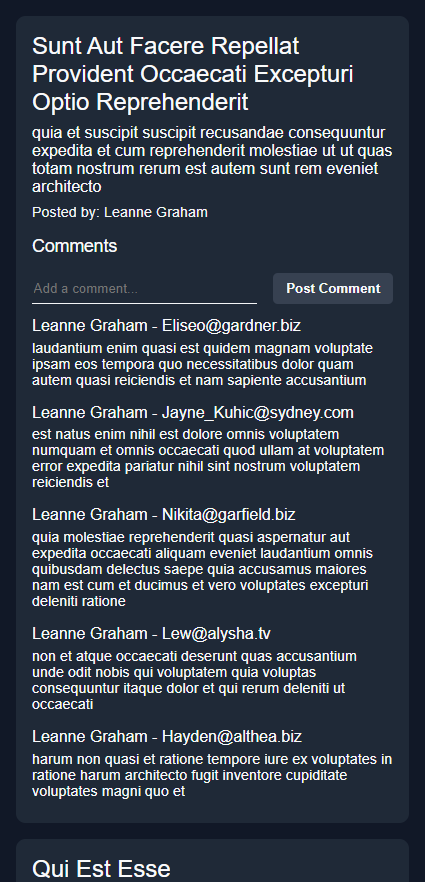 Sunt Aut Facere Repellat
Provident Occaecati Excepturi
Optio Reprehenderit
quia et suscipit suscipit recusandae consequuntur
expedita et cum reprehenderit molestiae ut ut quas
totam nostrum rerum est autem sunt rem eveniet
architecto
Posted by: Leanne Graham
Comments
Add a comment...
Post Comment
Leanne Graham - Eliseo@gardner.biz
laudantium enim quasi est quidem magnam voluptate
ipsam eos tempora quo necessitatibus dolor quam
autem quasi reiciendis et nam sapiente accusantium
Leanne Graham - Jayne_Kuhic@sydney.com
est natus enim nihil est dolore omnis voluptatem
numquam et omnis occaecati quod ullam at voluptatem
error expedita pariatur nihil sint nostrum voluptatem
reiciendis et
Leanne Graham - Nikita@garfield.biz
quia molestiae reprehenderit quasi aspernatur aut
expedita occaecati aliquam eveniet laudantium omnis
quibusdam delectus saepe quia accusamus maiores
nam est cum et ducimus et vero voluptates excepturi
deleniti ratione
Leanne Graham - Lew@alysha.tv
non et atque occaecati deserunt quas accusantium
unde odit nobis qui voluptatem quia voluptas
consequuntur itaque dolor et qui rerum deleniti ut
occaecati
Leanne Graham - Hayden@althea.biz
harum non quasi et ratione tempore iure ex voluptates in
ratione harum architecto fugit inventore cupiditate
voluptates magni quo et
Qui Est Esse